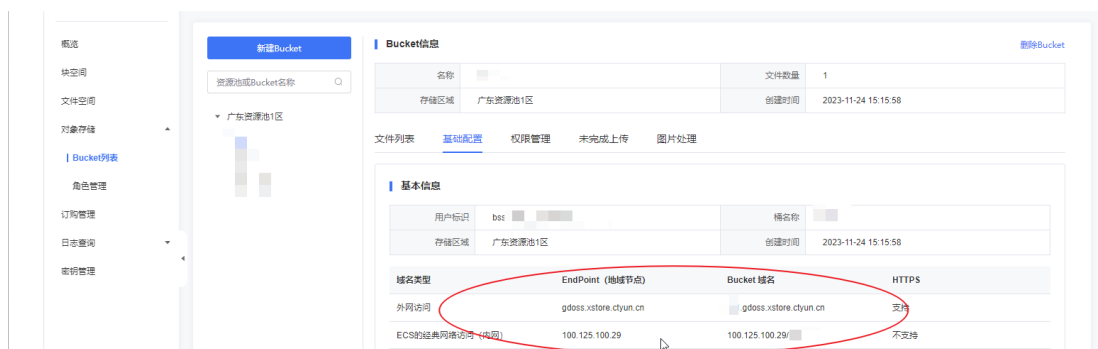 概览
块空间
文件空间
对象存储
Bucket列表
角色管理
订购管理
日志查询
密钥管理
新建Bucket
资源池或Bucket名称
广东资源池1区
Bucket信息
删除Bucket
名称
文件数量 1
存储区域 广东资源池1区 创建时间 2023-11-24 15:15:58
文件列表 基础配置 权限管理 未完成上传 图片处理
基本信息
用户标识 bss 桶名称
存储区域 广东资源池1区 创建时间 2023-11-24 15:15:58
域名类型 EndPoint（地域节点） Bucket 域名 HTTPS
外网访问 gdoss.xstore.ctyun.cn .gdoss.xstore.ctyun.cn 支持
ECS的经典网络访问（内网） 100.125.100.29 100.125.100.29/ 不支持